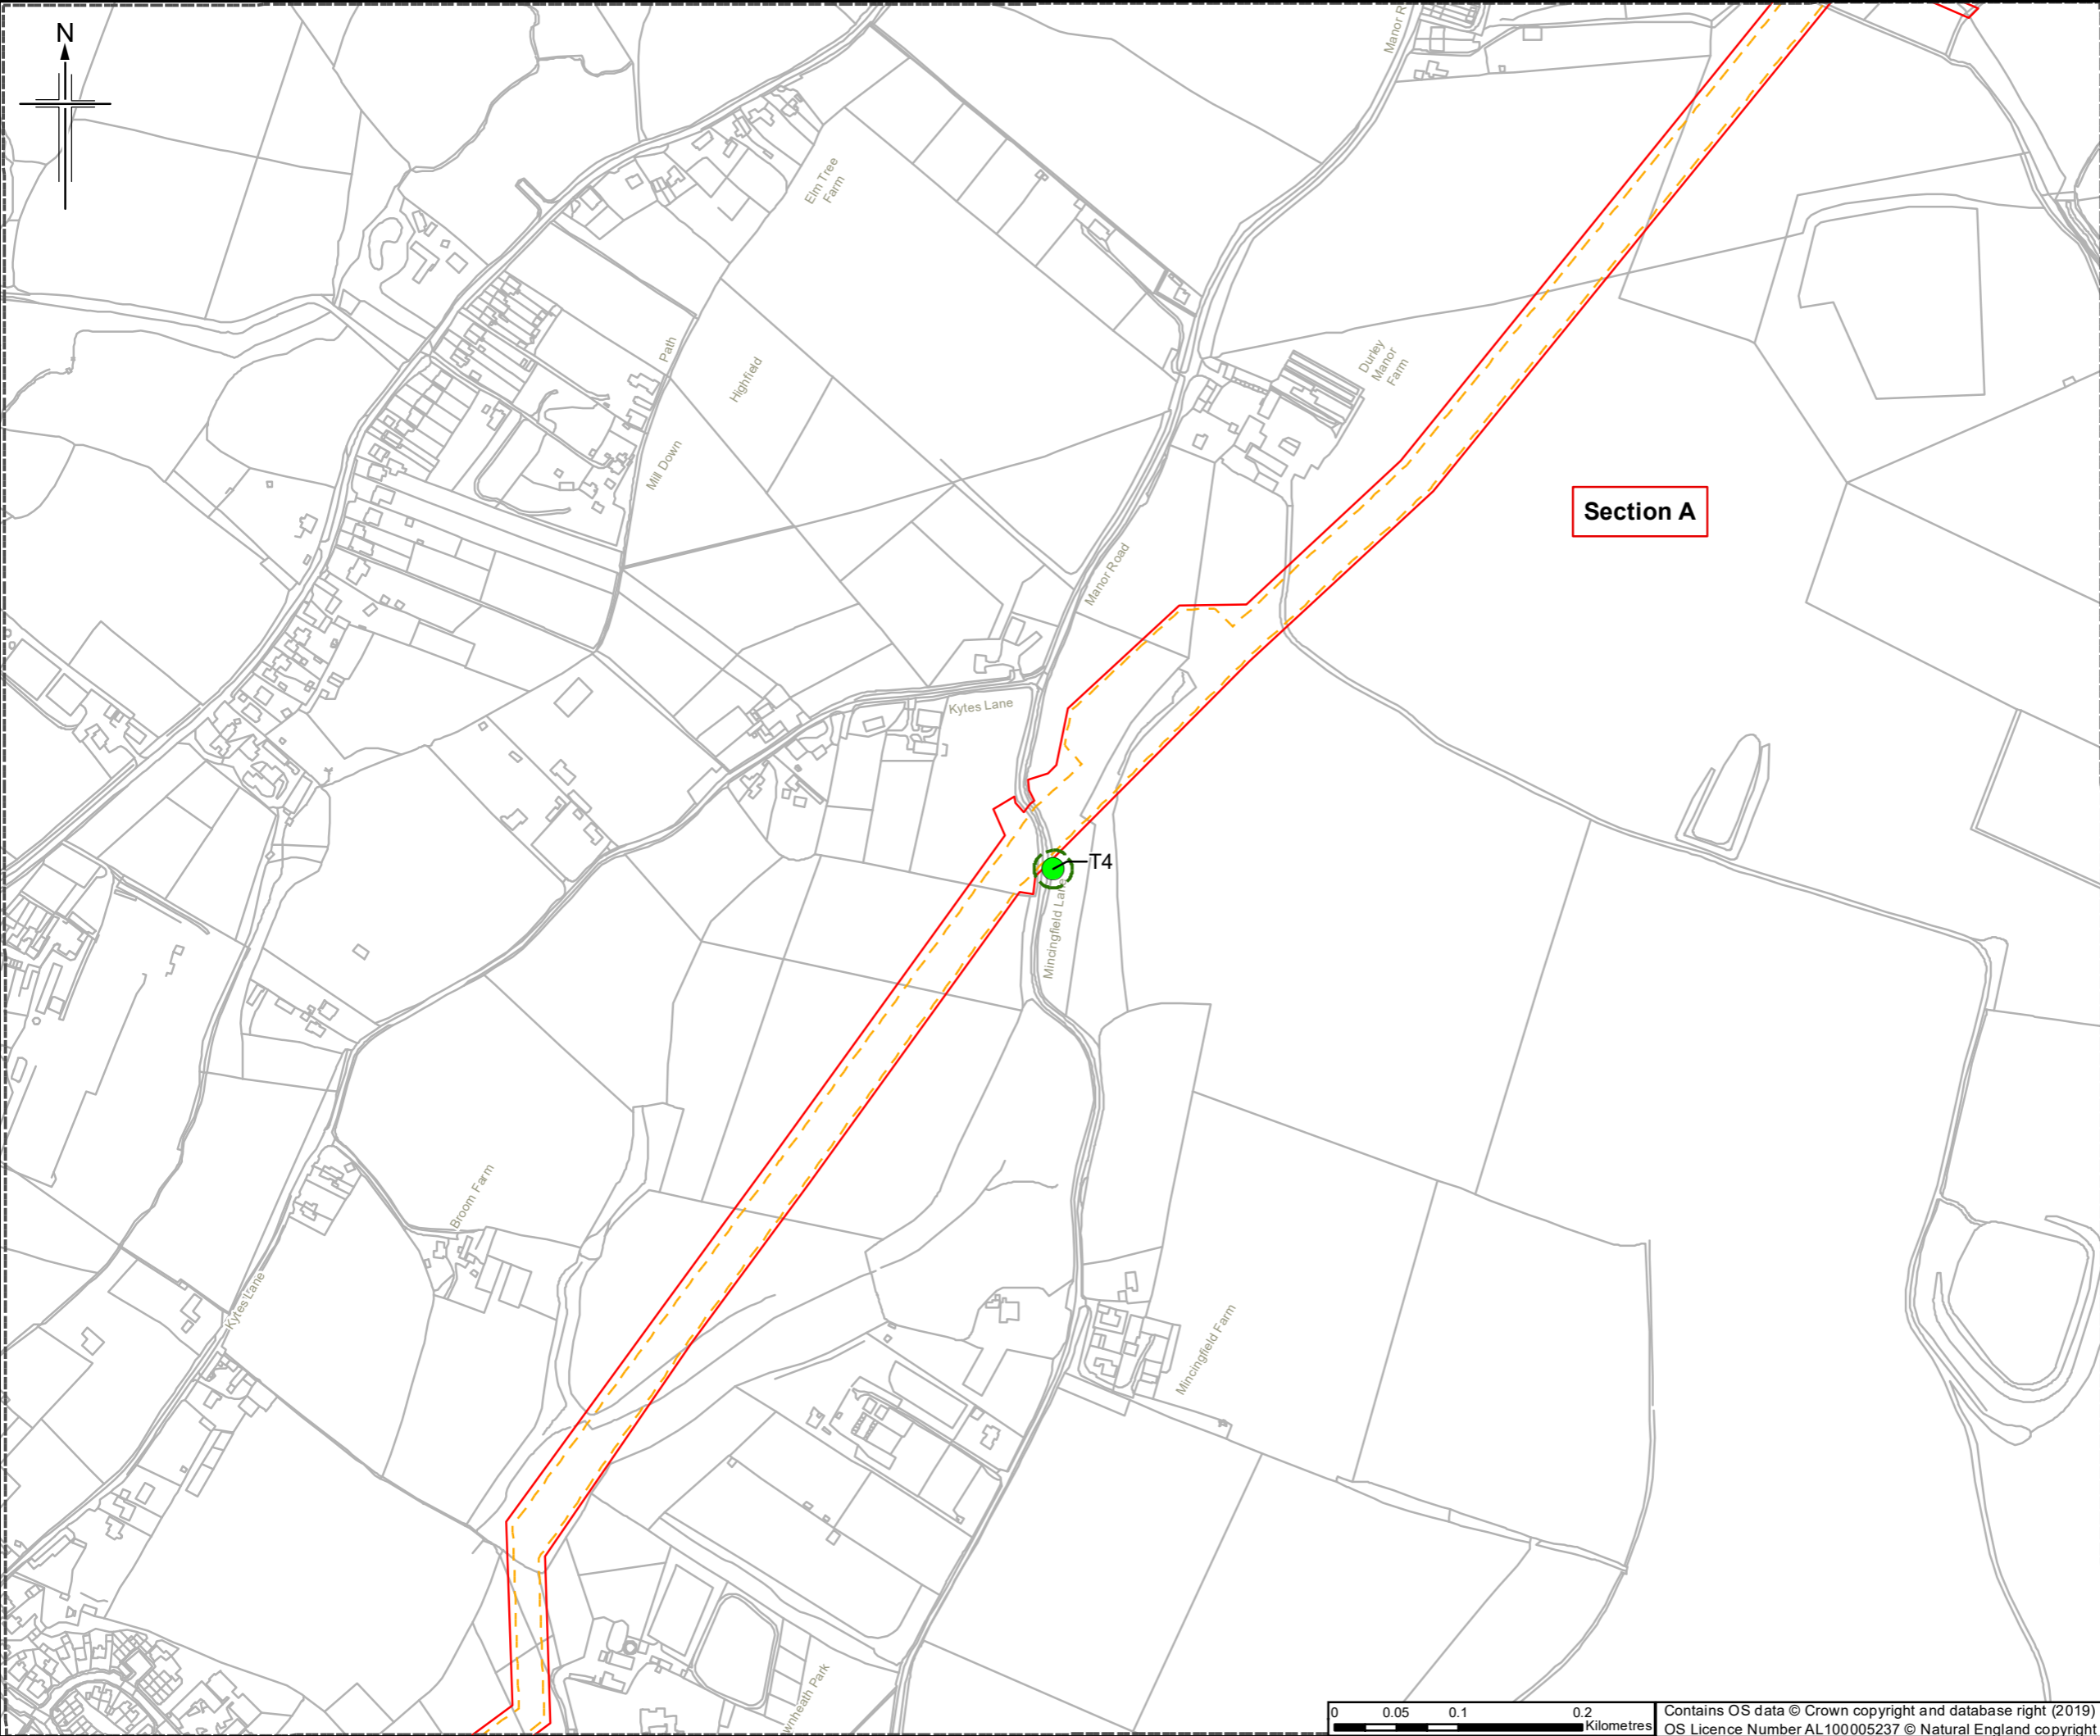 N
Manor R
Elm Tree
Farm
Path
Highfield
Mill Down
Durley
Manor
Farm
Section A
Manor Road
Kytes Lane
T4
Mincingfield Lane
Broom Farm
Kytes Lane
Mincingfield Farm
wnheath Park
0 0.05 0.1 0.2
Kilometres
Contains OS data © Crown copyright and database right (2019)
OS Licence Number AL100005237 © Natural England copyright